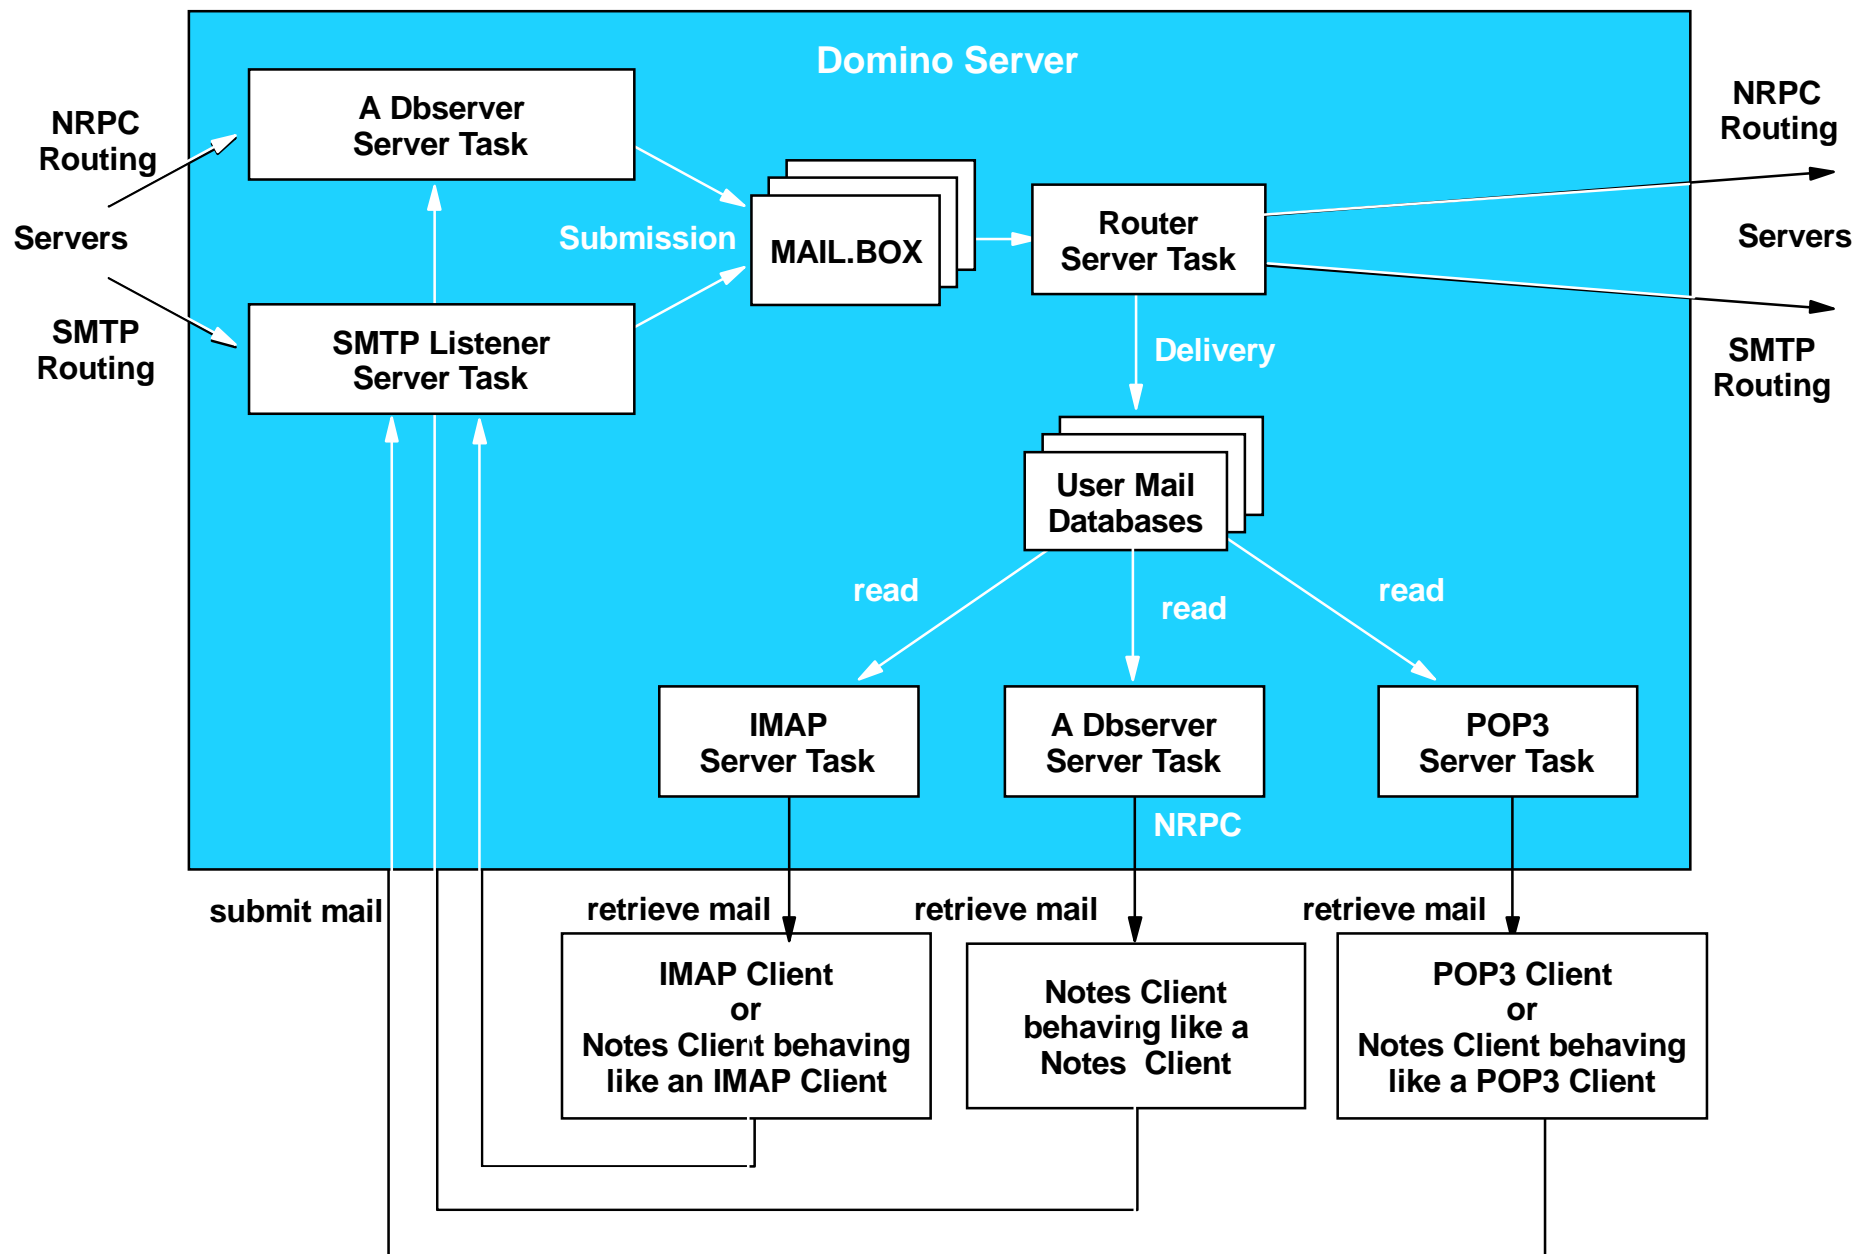 Domino Server
NRPC
Routing
Servers
SMTP
Routing
A Dbserver
Server Task
SMTP Listener
Server Task
Submission
MAIL.BOX
Router
Server Task
NRPC
Routing
Servers
SMTP
Routing
Delivery
User Mail
Databases
read
read
read
IMAP
Server Task
A Dbserver
Server Task
POP3
Server Task
NRPC
submit mail
retrieve mail
retrieve mail
retrieve mail
IMAP Client
or
Notes Client behaving
like an IMAP Client
Notes Client
behaving like a
Notes Client
POP3 Client
or
Notes Client behaving
like a POP3 Client